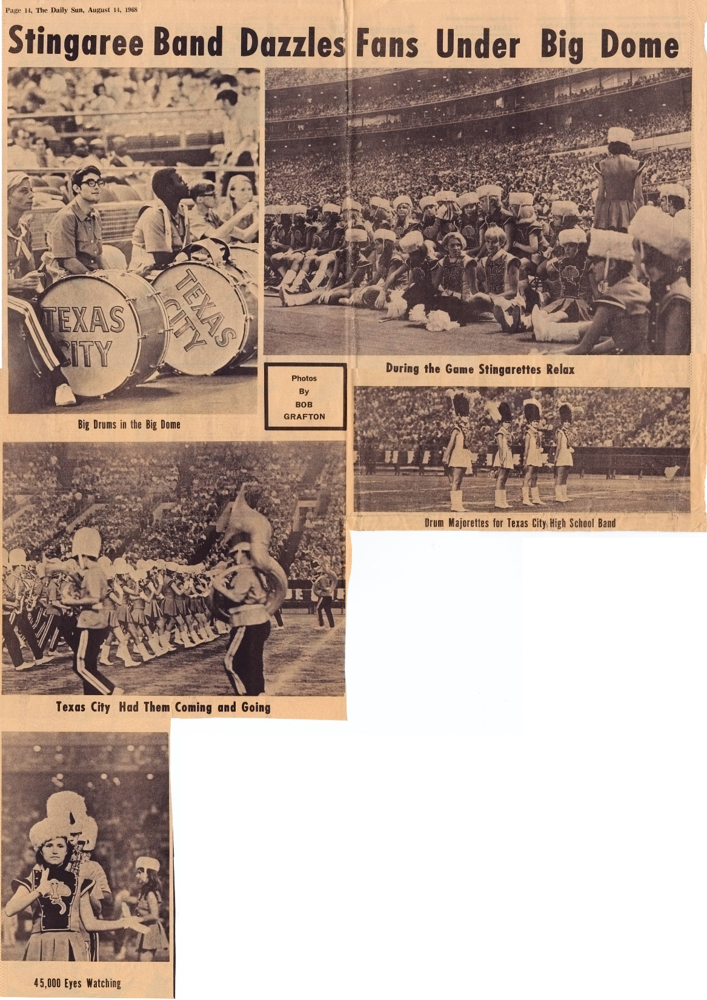 Page 14, The Daily Sun, August 14, 1968
Stingaree Band Dazzles Fans Under Big Dome
TEXAS
CITY
TEXAS
CITY
Big Drums in the Big Dome
During the Game Stingarettes Relax
Photos
By
BOB
GRAFTON
Drum Majorettes for Texas City High School Band
Texas City Had Them Coming and Going
45,000 Eyes Watching